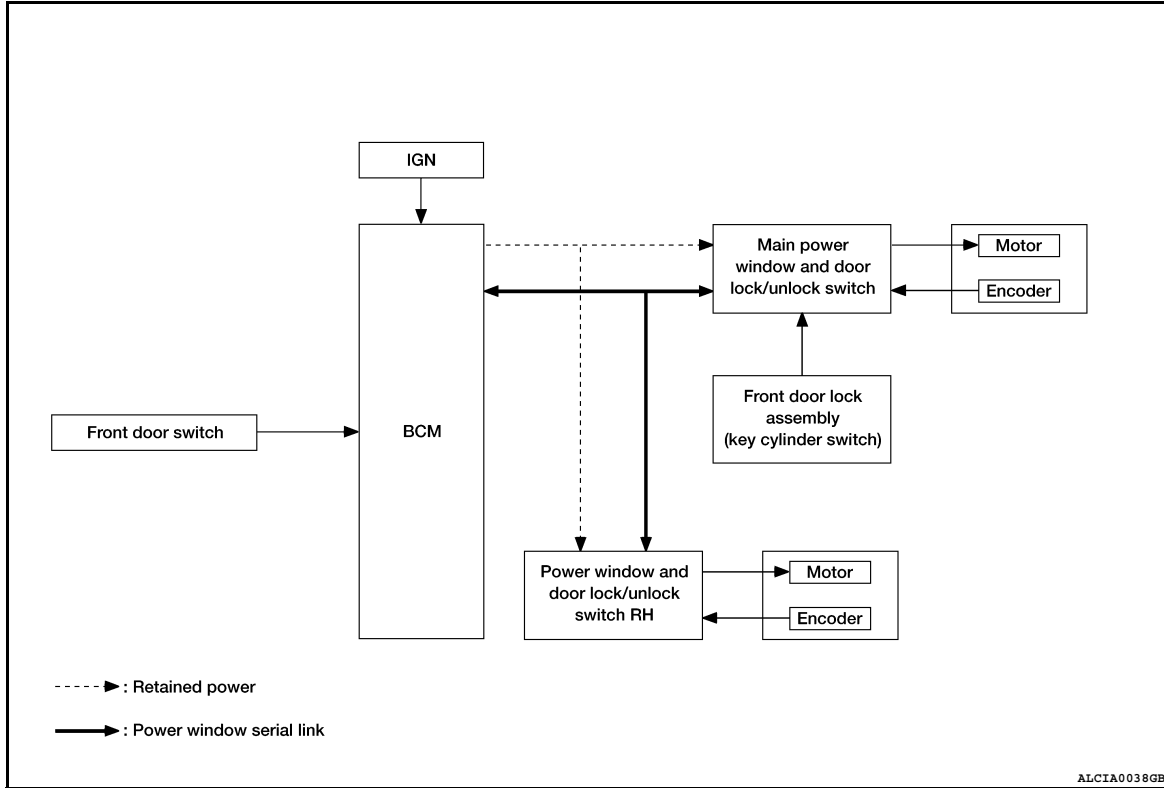 IGN
BCM
Front door switch
Main power
window and door
lock/unlock switch
Motor
Encoder
Front door lock
assembly
(key cylinder switch)
Power window and
door lock/unlock
switch RH
Motor
Encoder
: Retained power
: Power window serial link
ALCIA0038GB